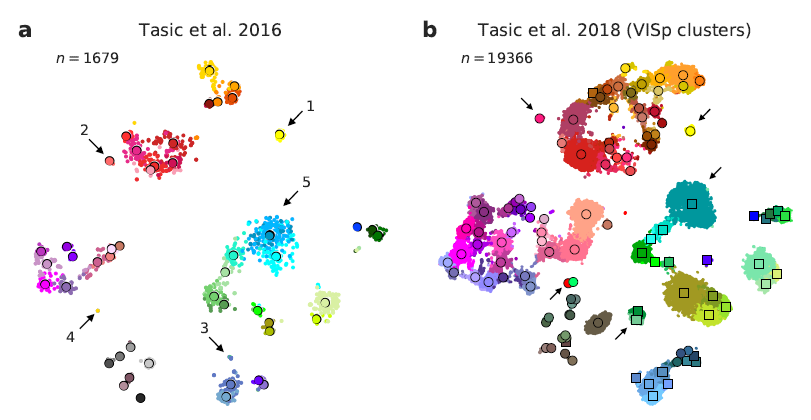 a
Tasic et al. 2016
n = 1679
1
2
5
4
3
b
Tasic et al. 2018 (VISp clusters)
n = 19366